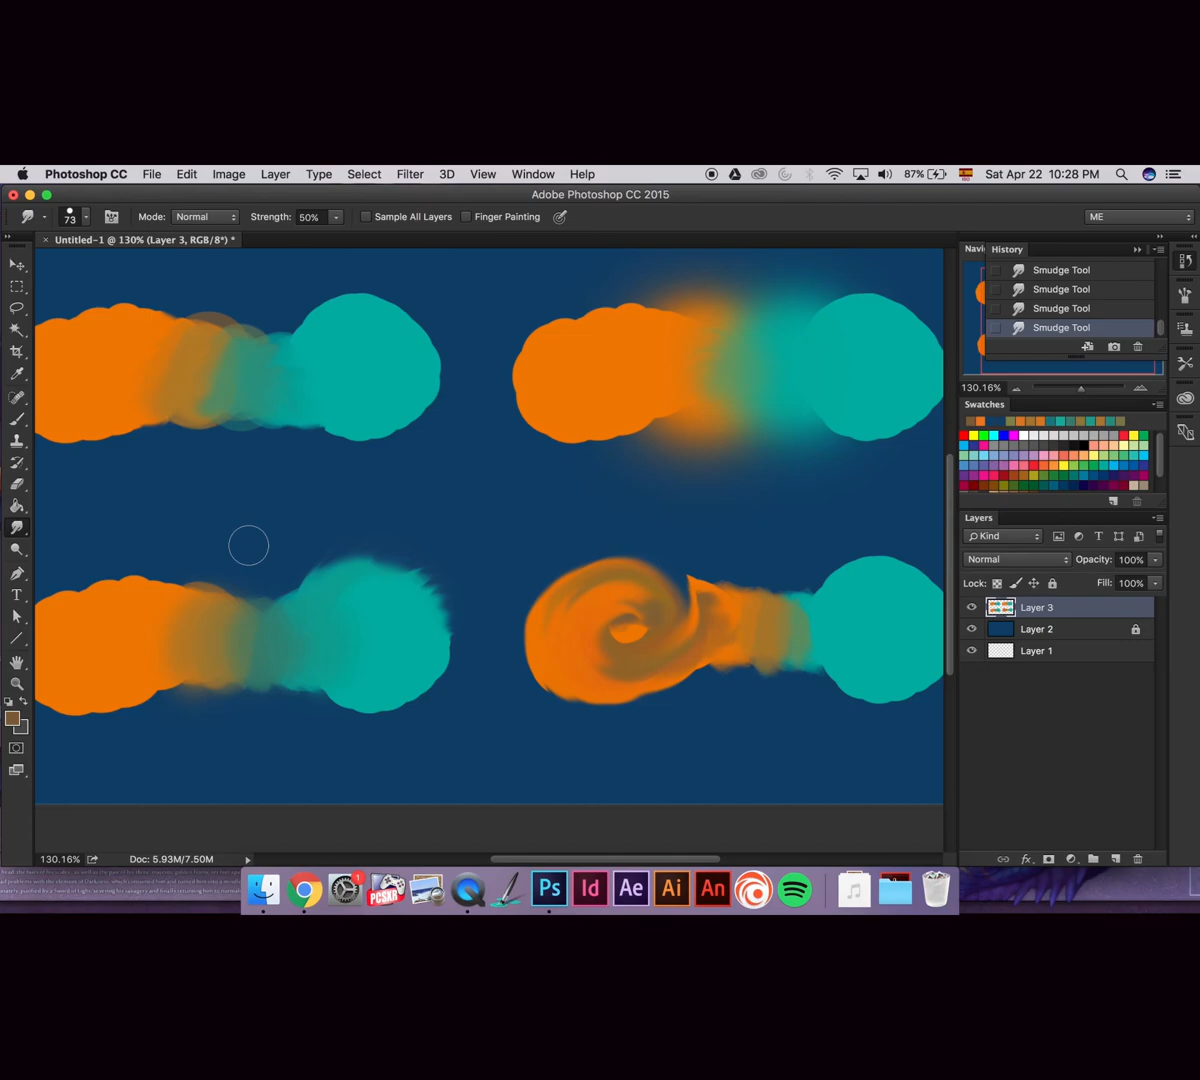 Photoshop CC File Edit Image Layer Type Select Filter 3D View Window Help 87% Sat Apr 22 10:28 PM
Adobe Photoshop CC 2015
73 Mode: Normal Strength: 50% Sample All Layers Finger Painting ME
× Untitled-1 @ 130% (Layer 3, RGB/8*) *
Navi History
Smudge Tool
Smudge Tool
Smudge Tool
Smudge Tool
130.16%
Swatches
Layers
Kind
Normal Opacity: 100%
Lock: Fill: 100%
Layer 3
Layer 2
Layer 1
130.16% Doc: 5.93M/7.50M
fx
1
PCSXR Ps Id Ae Ai An